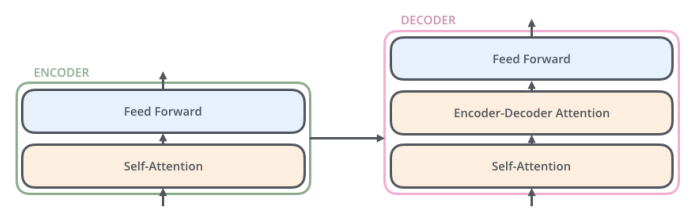 DECODER
Feed Forward
Encoder-Decoder Attention
Self-Attention
ENCODER
Feed Forward
Self-Attention